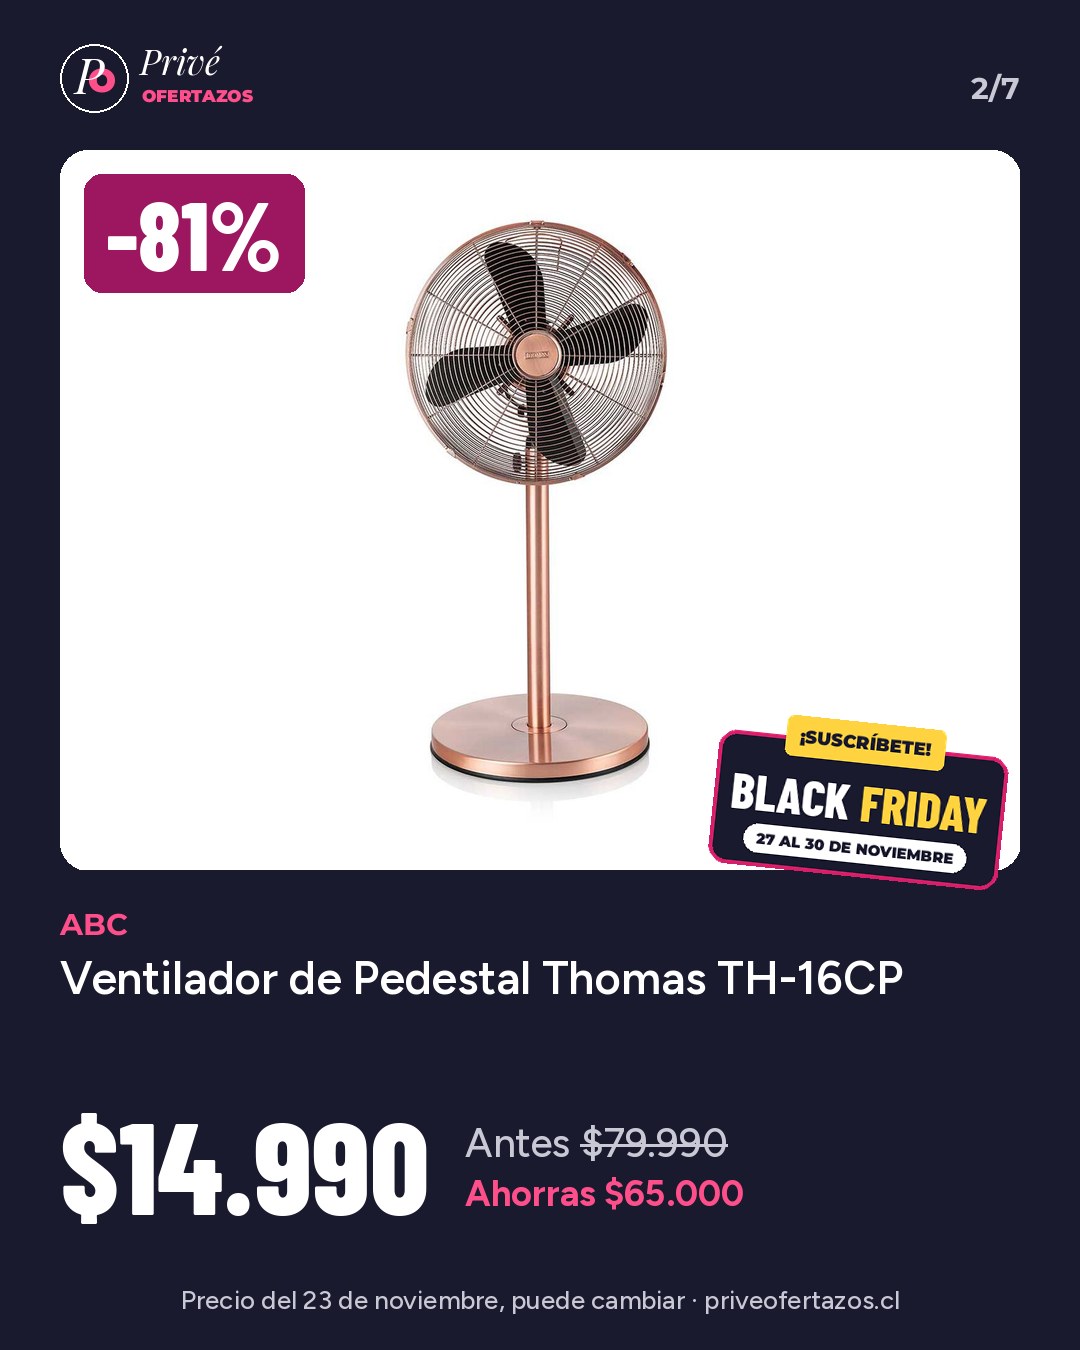 Privé
OFERTAZOS
2/7
-81%
¡SUSCRÍBETE!
BLACK FRIDAY
27 AL 30 DE NOVIEMBRE
ABC
Ventilador de Pedestal Thomas TH-16CP
$14.990
Antes $79.990
Ahorras $65.000
Precio del 23 de noviembre, puede cambiar · priveofertazos.cl